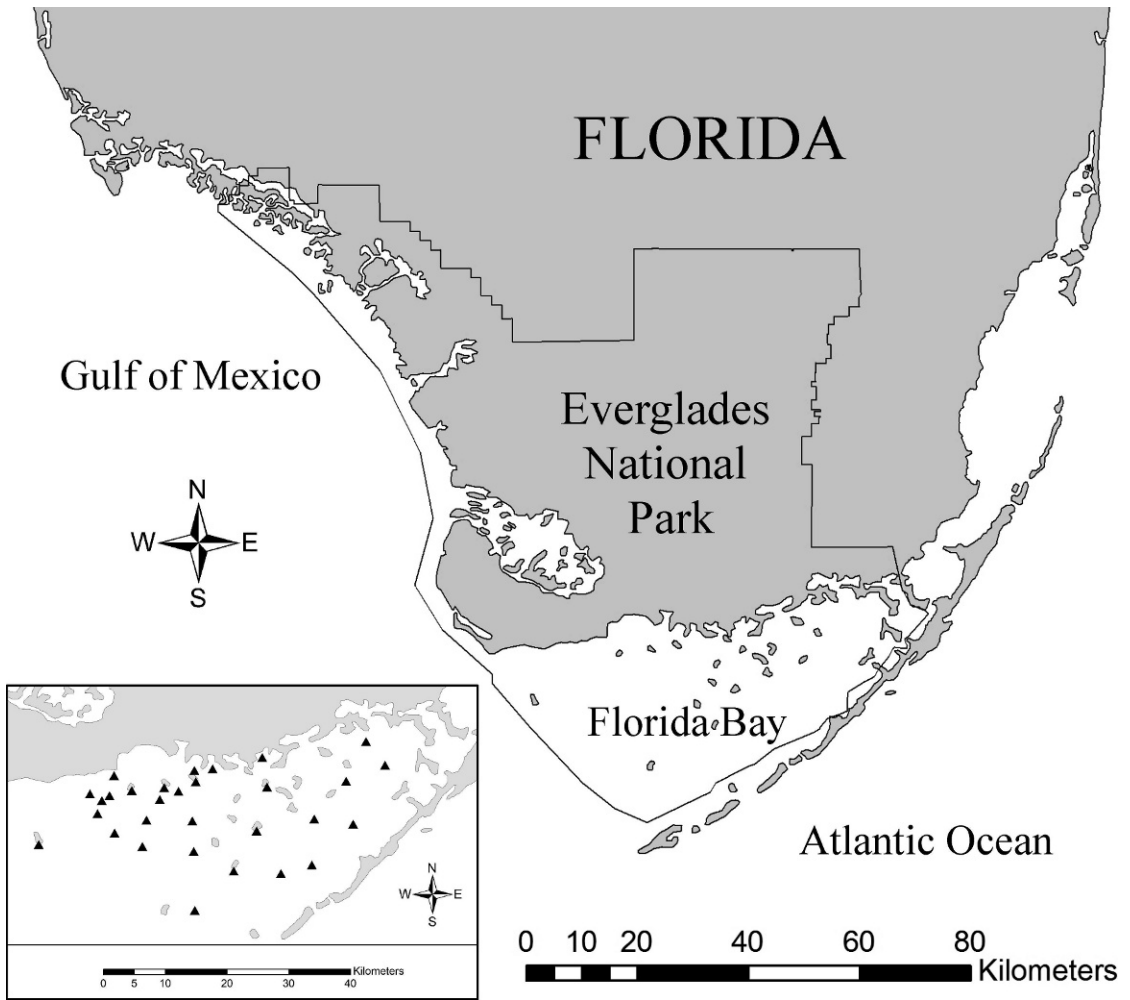 FLORIDA
Gulf of Mexico
Everglades
National
Park
N
W E
S
Florida Bay
Atlantic Ocean
N
W E
S
Kilometers
0 5 10 20 30 40
0 10 20 40 60 80
Kilometers